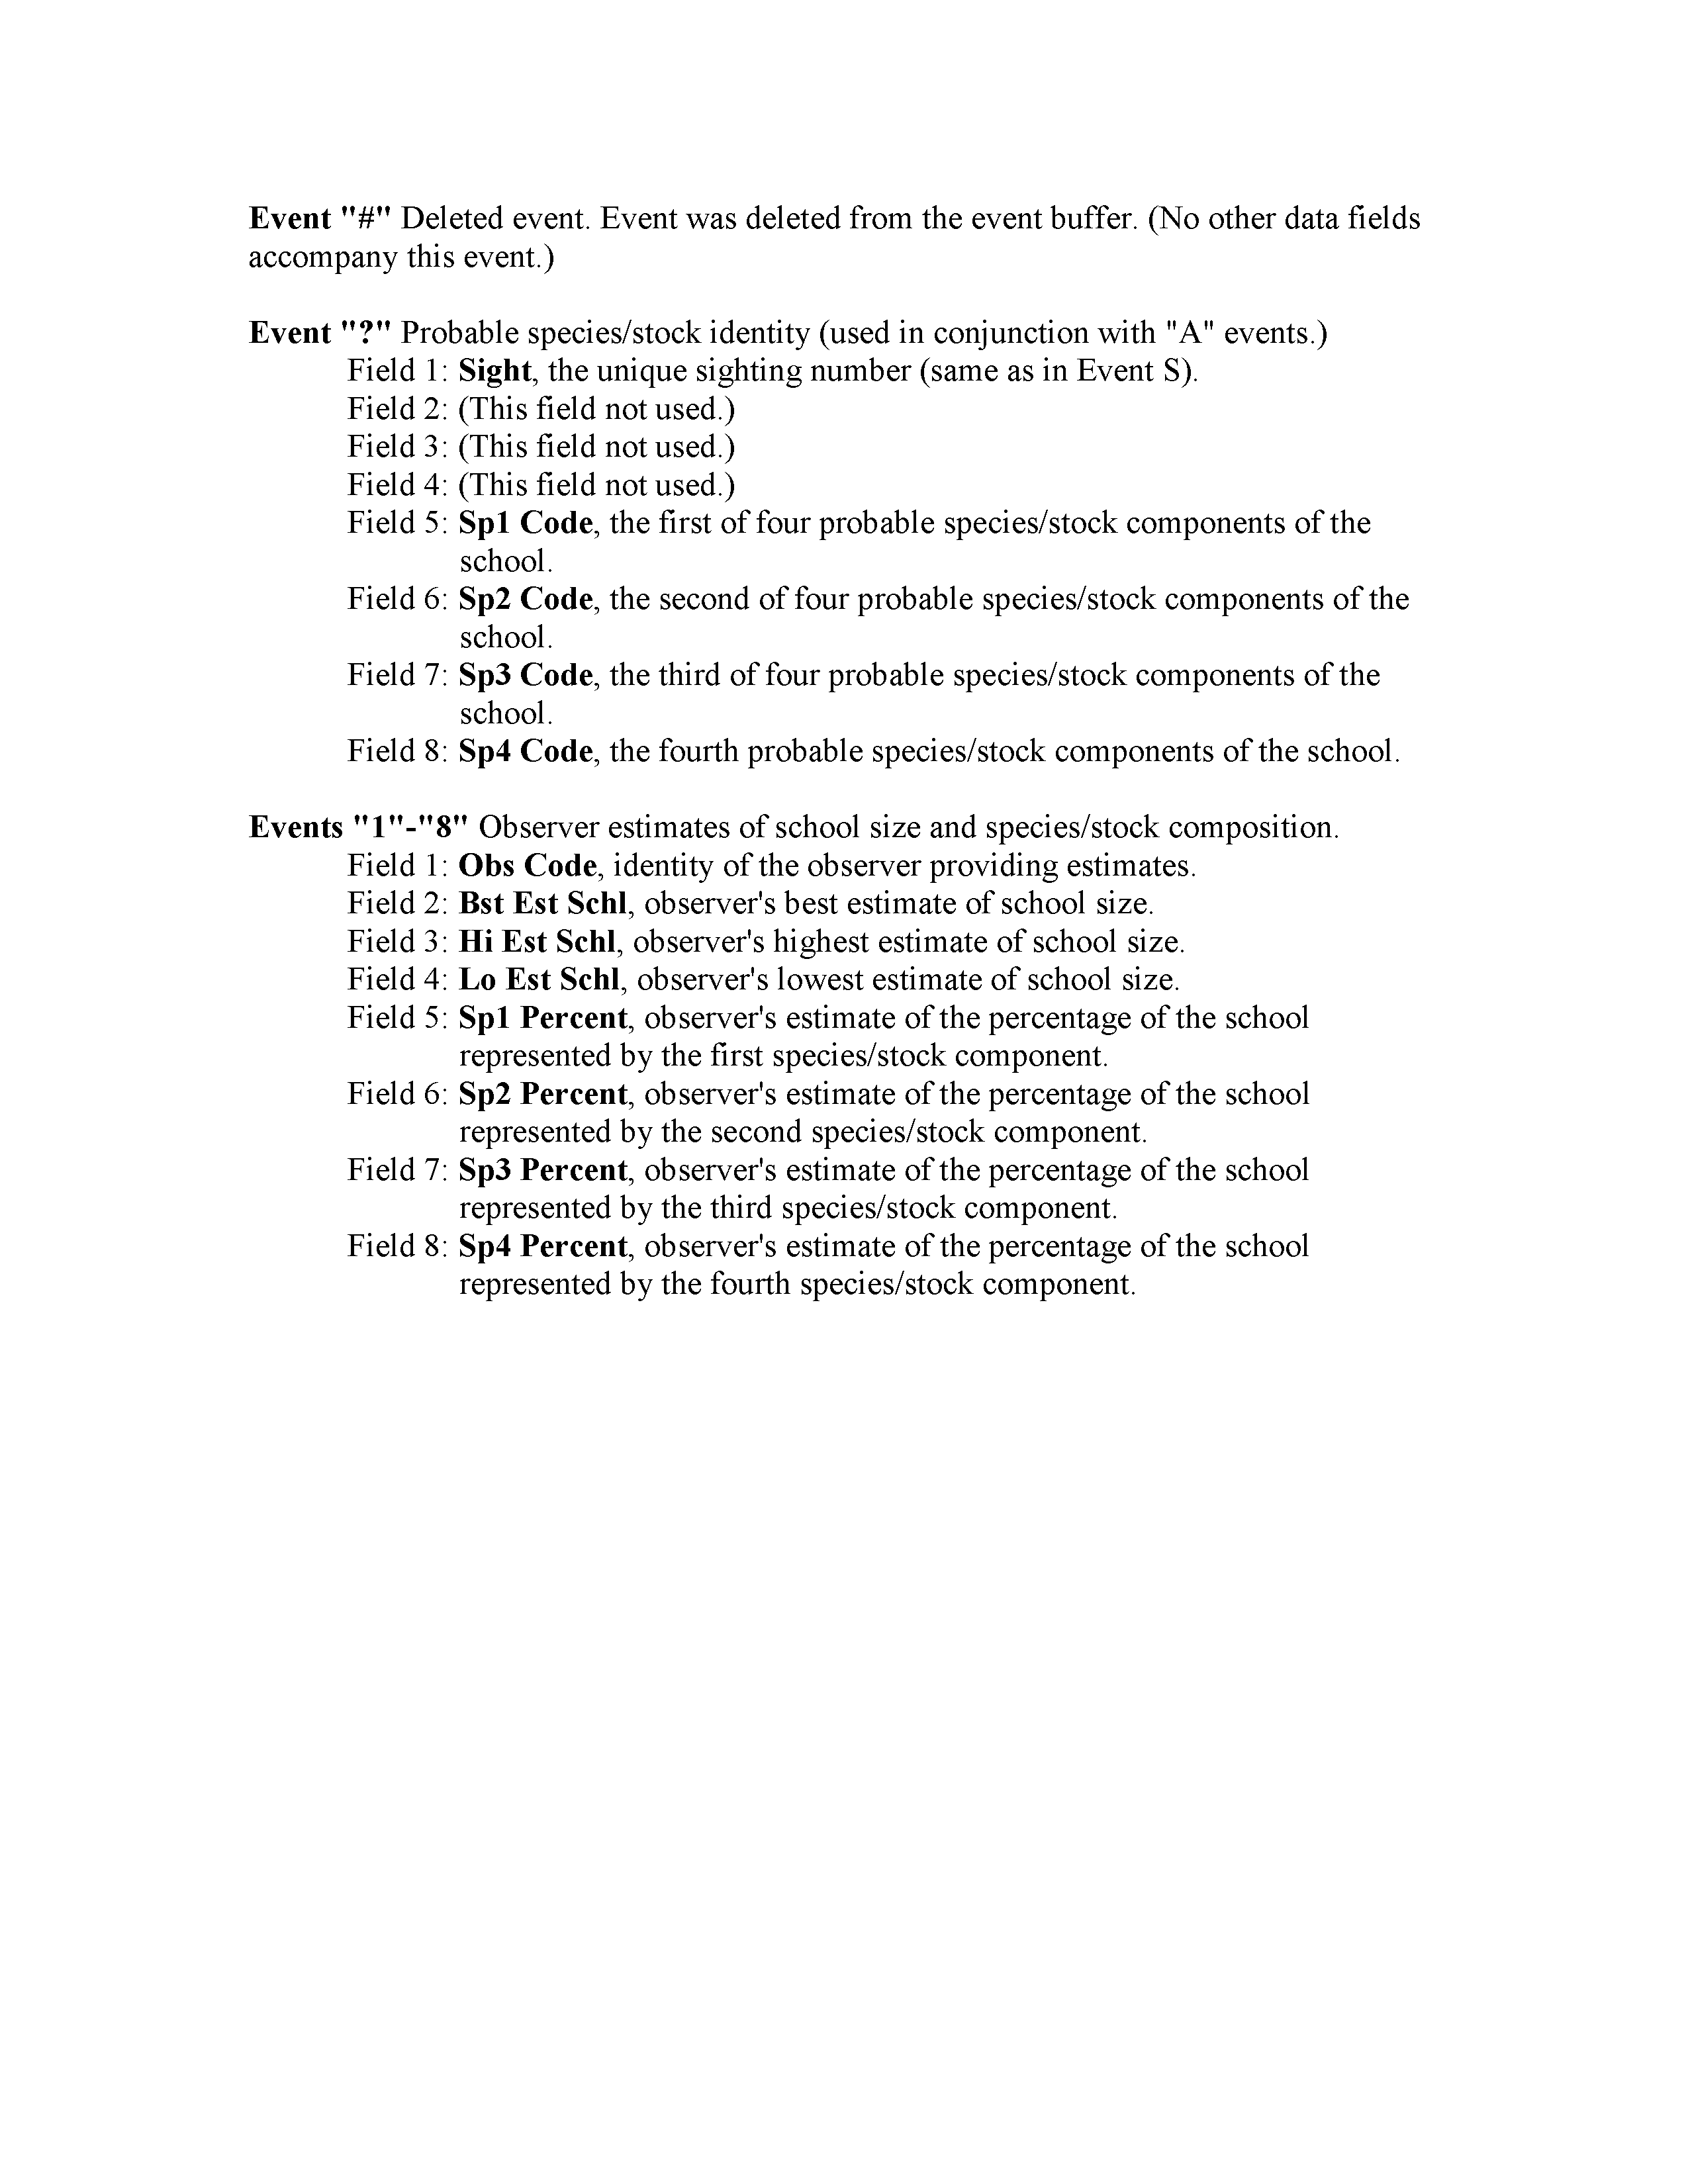 Event "#" Deleted event. Event was deleted from the event buffer. (No other data fields
accompany this event.)
Event "?" Probable species/stock identity (used in conjunction with "A" events.)
Field 1: Sight, the unique sighting number (same as in Event S).
Field 2: (This field not used.)
Field 3: (This field not used.)
Field 4: (This field not used.)
Field 5: Sp1 Code, the first of four probable species/stock components of the
school.
Field 6: Sp2 Code, the second of four probable species/stock components of the
school.
Field 7: Sp3 Code, the third of four probable species/stock components of the
school.
Field 8: Sp4 Code, the fourth probable species/stock components of the school.
Events "1"-"8" Observer estimates of school size and species/stock composition.
Field 1: Obs Code, identity of the observer providing estimates.
Field 2: Bst Est Schl, observer's best estimate of school size.
Field 3: Hi Est Schl, observer's highest estimate of school size.
Field 4: Lo Est Schl, observer's lowest estimate of school size.
Field 5: Sp1 Percent, observer's estimate of the percentage of the school
represented by the first species/stock component.
Field 6: Sp2 Percent, observer's estimate of the percentage of the school
represented by the second species/stock component.
Field 7: Sp3 Percent, observer's estimate of the percentage of the school
represented by the third species/stock component.
Field 8: Sp4 Percent, observer's estimate of the percentage of the school
represented by the fourth species/stock component.